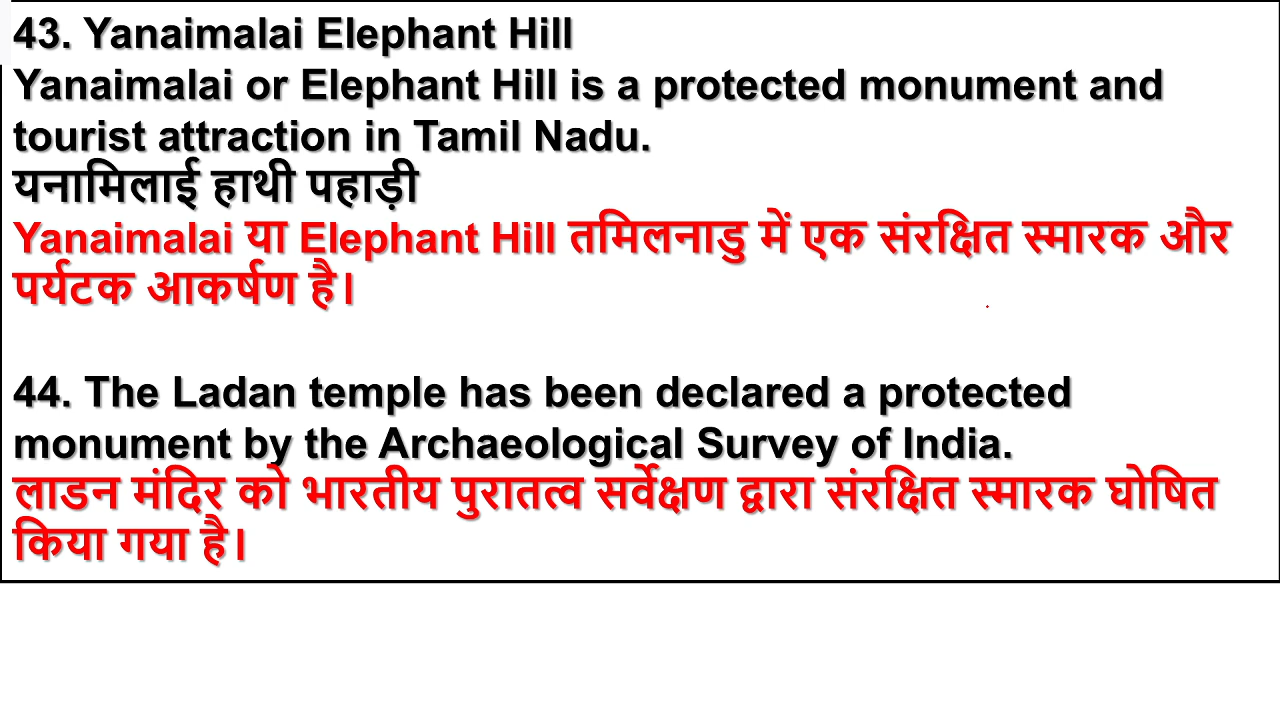 43. Yanaimalai Elephant Hill
Yanaimalai or Elephant Hill is a protected monument and
tourist attraction in Tamil Nadu.
यनामिलाई हाथी पहाड़ी
Yanaimalai या Elephant Hill तमिलनाडु में एक संरक्षित स्मारक और
पर्यटक आकर्षण है।
44. The Ladan temple has been declared a protected
monument by the Archaeological Survey of India.
लाडन मंदिर को भारतीय पुरातत्व सर्वेक्षण द्वारा संरक्षित स्मारक घोषित
किया गया है।